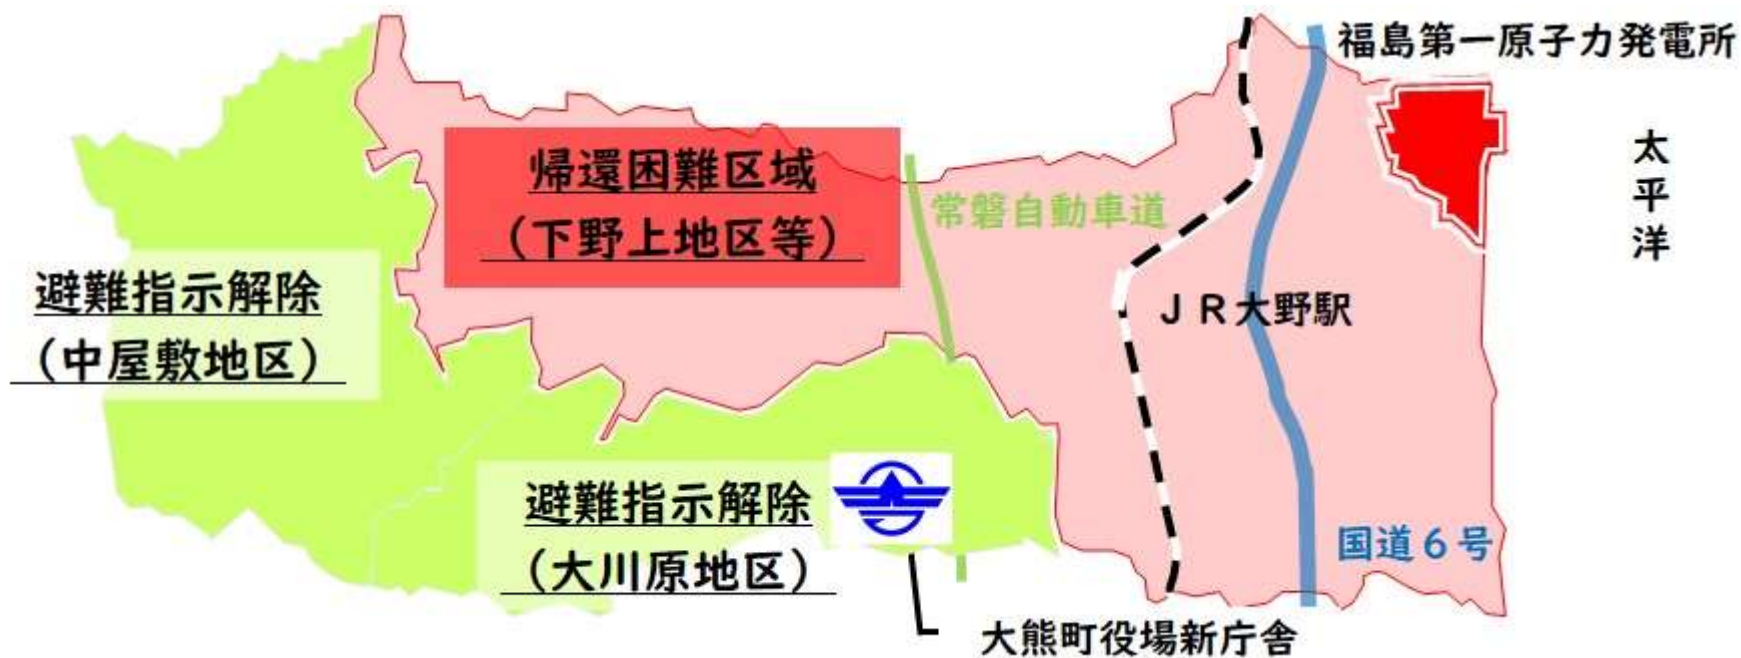 福島第一原子力発電所
太平洋
帰還困難区域
（下野上地区等）
常磐自動車道
避難指示解除
（中屋敷地区）
ＪＲ大野駅
避難指示解除
（大川原地区）
国道６号
大熊町役場新庁舎